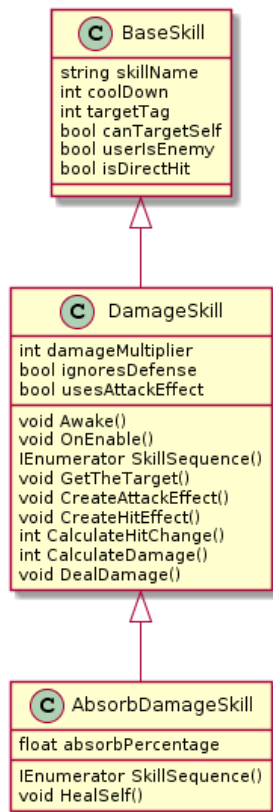 C BaseSkill
string skillName
int coolDown
int targetTag
bool canTargetSelf
bool userIsEnemy
bool isDirectHit
C DamageSkill
int damageMultiplier
bool ignoresDefense
bool usesAttackEffect
void Awake()
void OnEnable()
IEnumerator SkillSequence()
void GetTheTarget()
void CreateAttackEffect()
void CreateHitEffect()
int CalculateHitChange()
int CalculateDamage()
void DealDamage()
C AbsorbDamageSkill
float absorbPercentage
IEnumerator SkillSequence()
void HealSelf()